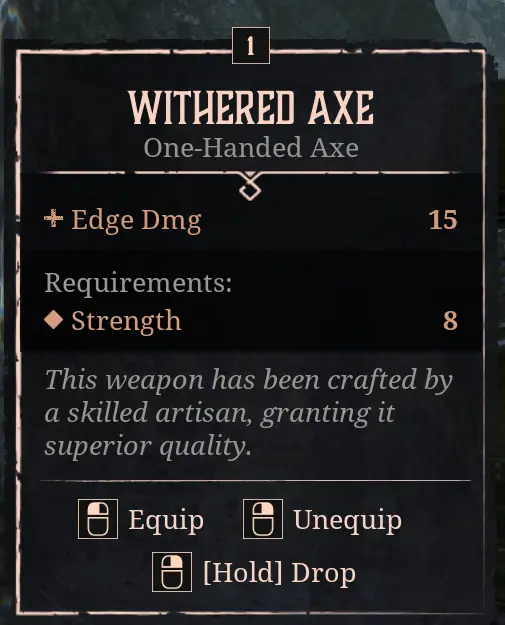 1
WITHERED AXE
One-Handed Axe
Edge Dmg 15
Requirements:
Strength 8
This weapon has been crafted by
a skilled artisan, granting it
superior quality.
Equip Unequip
[Hold] Drop